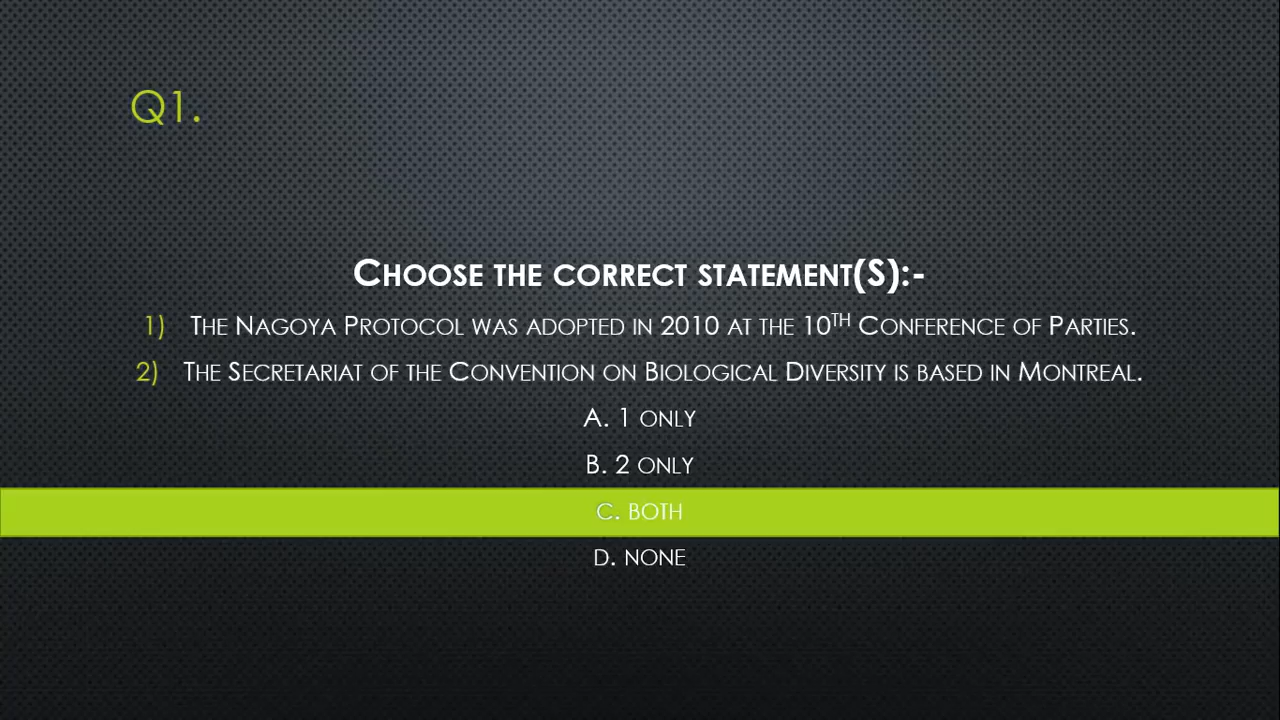 Q1.
Choose the correct statement(s):-
1) The Nagoya Protocol was adopted in 2010 at the 10th Conference of Parties.
2) The Secretariat of the Convention on Biological Diversity is based in Montreal.
A. 1 only
B. 2 only
C. both
D. none